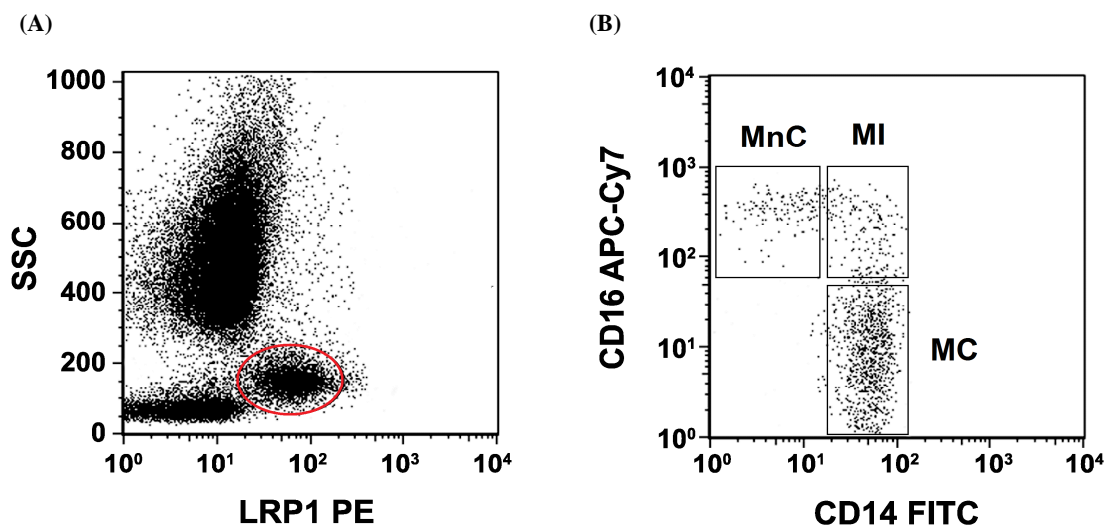 (A)
1000
800
600
400
200
0
SSC
10⁰ 10¹ 10² 10³ 10⁴
LRP1 PE
(B)
10⁴
10³
10²
10¹
10⁰
CD16 APC-Cy7
MnC MI
MC
10⁰ 10¹ 10² 10³ 10⁴
CD14 FITC